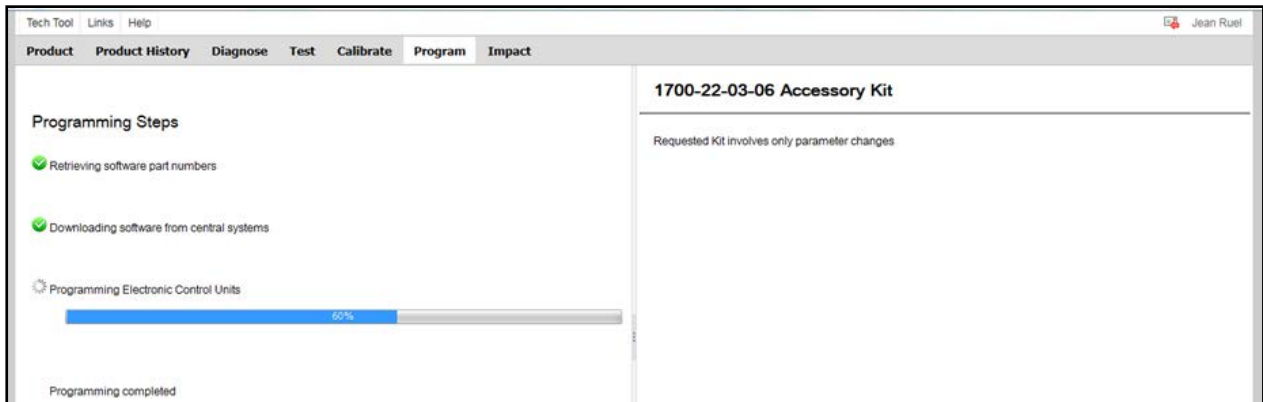 Tech Tool Links Help Jean Ruel
Product Product History Diagnose Test Calibrate Program Impact
Programming Steps
Retrieving software part numbers
Downloading software from central systems
Programming Electronic Control Units
60%
Programming completed
1700-22-03-06 Accessory Kit
Requested Kit involves only parameter changes